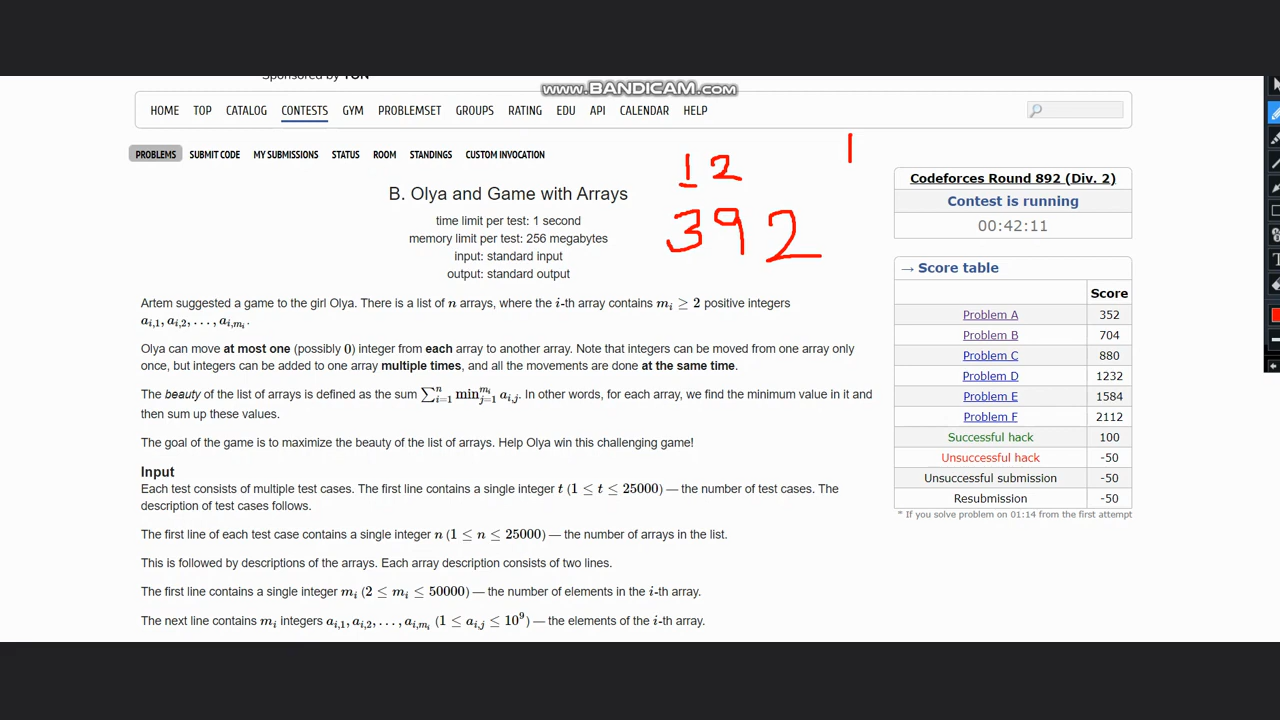 www.BANDICAM.com
HOME TOP CATALOG CONTESTS GYM PROBLEMSET GROUPS RATING EDU API CALENDAR HELP
PROBLEMS SUBMIT CODE MY SUBMISSIONS STATUS ROOM STANDINGS CUSTOM INVOCATION
1 2
1
3 9 2
B. Olya and Game with Arrays
time limit per test: 1 second
memory limit per test: 256 megabytes
input: standard input
output: standard output
Artem suggested a game to the girl Olya. There is a list of n arrays, where the i-th array contains m_i ≥ 2 positive integers
a_{i,1}, a_{i,2}, …, a_{i,m_i}.
Olya can move at most one (possibly 0) integer from each array to another array. Note that integers can be moved from one array only
once, but integers can be added to one array multiple times, and all the movements are done at the same time.
The beauty of the list of arrays is defined as the sum ∑_{i=1}^{n} min_{j=1}^{m_i} a_{i,j}. In other words, for each array, we find the minimum value in it and
then sum up these values.
The goal of the game is to maximize the beauty of the list of arrays. Help Olya win this challenging game!
Input
Each test consists of multiple test cases. The first line contains a single integer t (1 ≤ t ≤ 25000) — the number of test cases. The
description of test cases follows.
The first line of each test case contains a single integer n (1 ≤ n ≤ 25000) — the number of arrays in the list.
This is followed by descriptions of the arrays. Each array description consists of two lines.
The first line contains a single integer m_i (2 ≤ m_i ≤ 50000) — the number of elements in the i-th array.
The next line contains m_i integers a_{i,1}, a_{i,2}, …, a_{i,m_i} (1 ≤ a_{i,j} ≤ 10^9) — the elements of the i-th array.
Codeforces Round 892 (Div. 2)
Contest is running
00:42:11
→ Score table
Score
Problem A 352
Problem B 704
Problem C 880
Problem D 1232
Problem E 1584
Problem F 2112
Successful hack 100
Unsuccessful hack -50
Unsuccessful submission -50
Resubmission -50
* If you solve problem on 01:14 from the first attempt